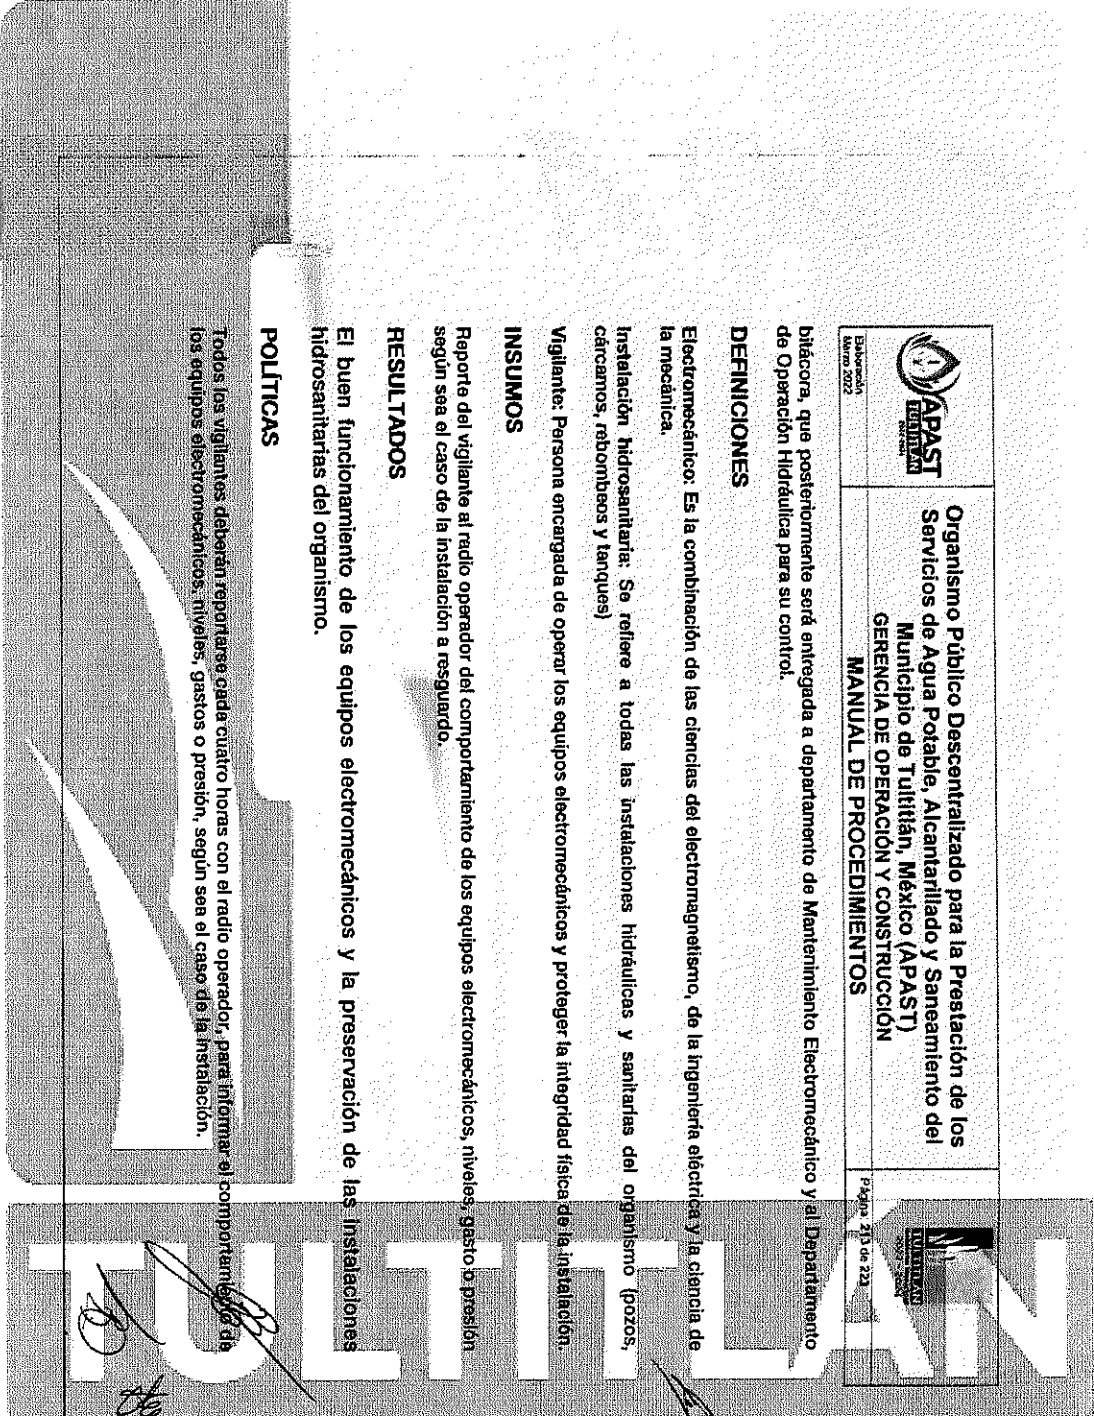 APAST
TULTITLÁN
Elaboración
Marzo 2022
Organismo Público Descentralizado para la Prestación de los
Servicios de Agua Potable, Alcantarillado y Saneamiento del
Municipio de Tultitlán, México (APAST)
GERENCIA DE OPERACIÓN Y CONSTRUCCIÓN
MANUAL DE PROCEDIMIENTOS
TULTITLÁN
Página 213 de 223
bitácora, que posteriormente será entregada a departamento de Mantenimiento Electromecánico y al Departamento
de Operación Hidráulica para su control.
DEFINICIONES
Electromecánico: Es la combinación de las ciencias del electromagnetismo, de la ingeniería eléctrica y la ciencia de
la mecánica.
Instalación hidrosanitaria: Se refiere a todas las instalaciones hidráulicas y sanitarias del organismo (pozos,
cárcamos, rebombeos y tanques)
Vigilante: Persona encargada de operar los equipos electromecánicos y proteger la integridad física de la instalación.
INSUMOS
Reporte del vigilante al radio operador del comportamiento de los equipos electromecánicos, niveles, gasto o presión
según sea el caso de la instalación a resguardo.
RESULTADOS
El buen funcionamiento de los equipos electromecánicos y la preservación de las instalaciones
hidrosanitarias del organismo.
POLÍTICAS
Todos los vigilantes deberán reportarse cada cuatro horas con el radio operador, para informar el comportamiento de
los equipos electromecánicos, niveles, gastos o presión, según sea el caso de la instalación.
TULTITLAN